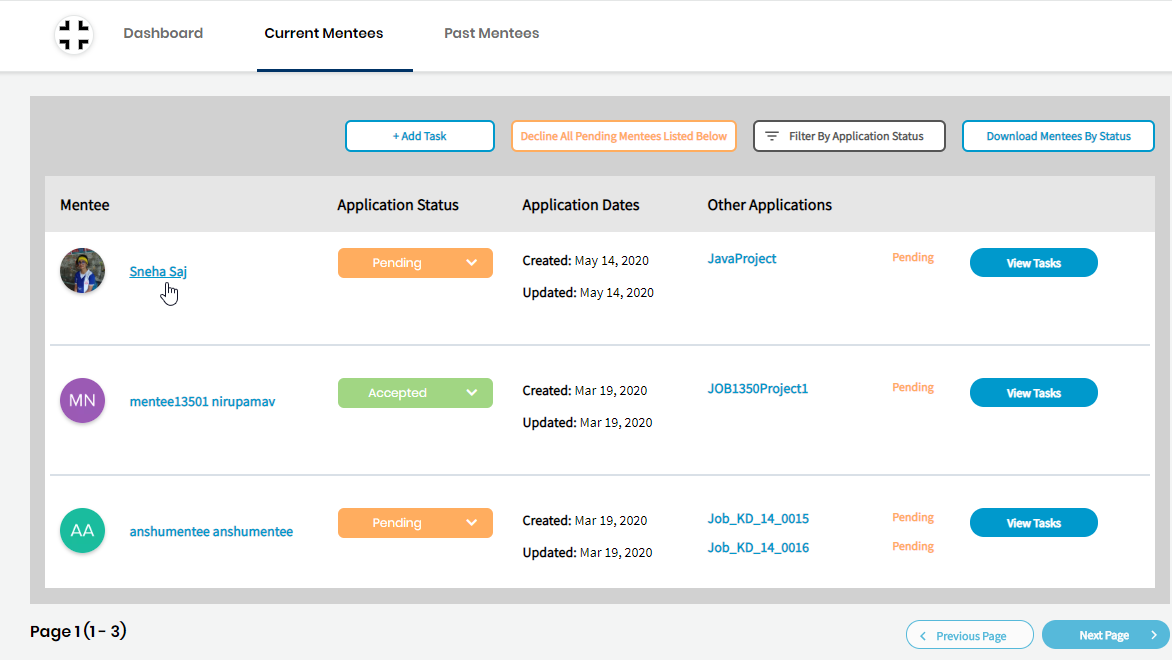 Dashboard
Current Mentees
Past Mentees
+ Add Task
Decline All Pending Mentees Listed Below
Filter By Application Status
Download Mentees By Status
Mentee
Application Status
Application Dates
Other Applications
Sneha Saj
Pending
Created: May 14, 2020
Updated: May 14, 2020
JavaProject
Pending
View Tasks
MN
mentee13501 nirupamav
Accepted
Created: Mar 19, 2020
Updated: Mar 19, 2020
JOB1350Project1
Pending
View Tasks
AA
anshumentee anshumentee
Pending
Created: Mar 19, 2020
Updated: Mar 19, 2020
Job_KD_14_0015
Pending
Job_KD_14_0016
Pending
View Tasks
Page 1 (1 - 3)
Previous Page
Next Page